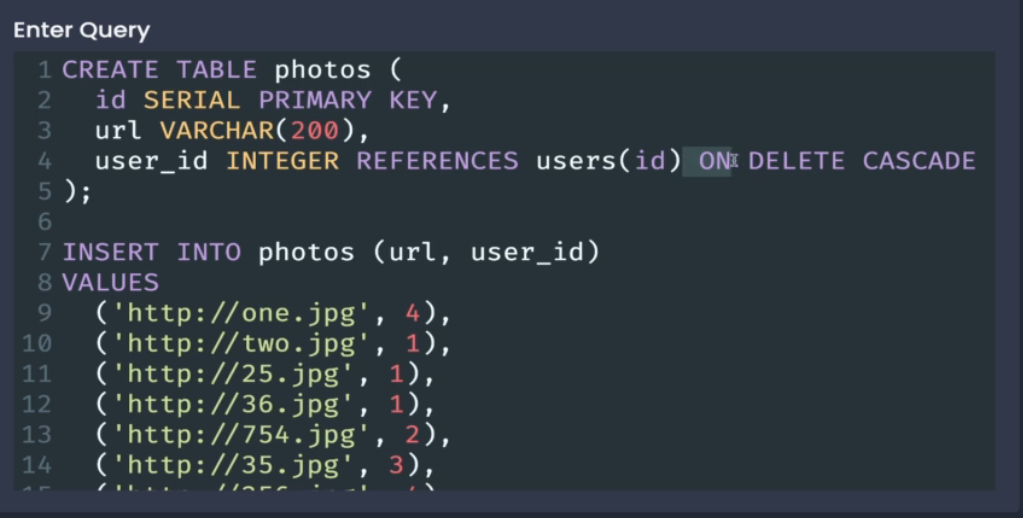 Enter Query
1 CREATE TABLE photos (
2 id SERIAL PRIMARY KEY,
3 url VARCHAR(200),
4 user_id INTEGER REFERENCES users(id) ON DELETE CASCADE
5 );
6
7 INSERT INTO photos (url, user_id)
8 VALUES
9 ('http://one.jpg', 4),
10 ('http://two.jpg', 1),
11 ('http://25.jpg', 1),
12 ('http://36.jpg', 1),
13 ('http://754.jpg', 2),
14 ('http://35.jpg', 3),